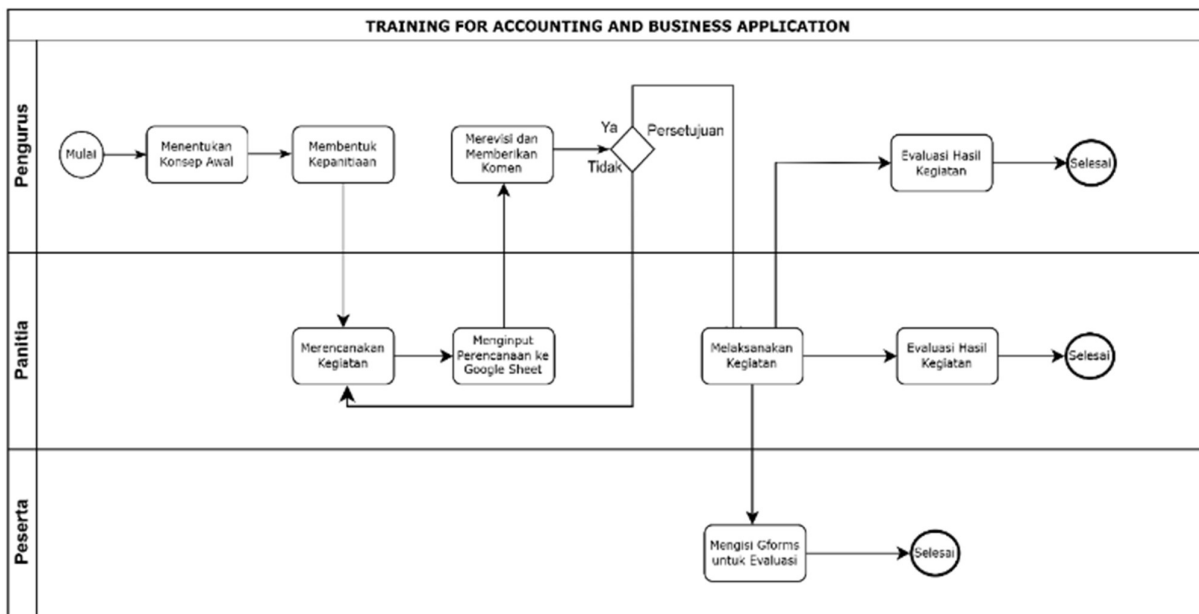 TRAINING FOR ACCOUNTING AND BUSINESS APPLICATION
Pengurus
Mulai
Menentukan
Konsep Awal
Membentuk
Kepanitiaan
Merevisi dan
Memberikan
Komen
Ya
Persetujuan
Tidak
Evaluasi Hasil
Kegiatan
Selesai
Panitia
Merencanakan
Kegiatan
Menginput
Perencanaan ke
Google Sheet
Melaksanakan
Kegiatan
Evaluasi Hasil
Kegiatan
Selesai
Peserta
Mengisi Gforms
untuk Evaluasi
Selesai